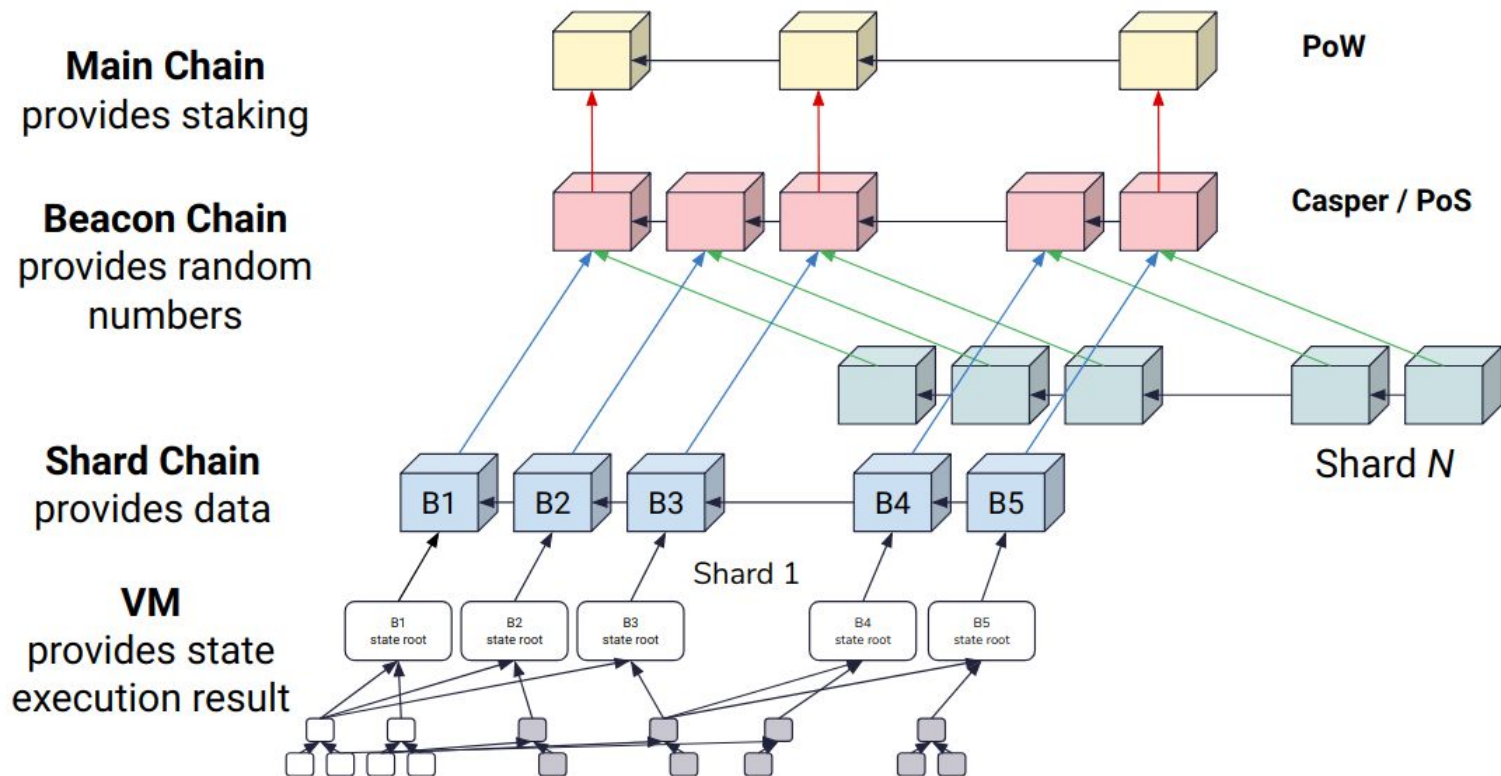 Main Chain
provides staking
PoW
Beacon Chain
provides random
numbers
Casper / PoS
Shard N
Shard Chain
provides data
B1
B2
B3
B4
B5
Shard 1
VM
provides state
execution result
B1
state root
B2
state root
B3
state root
B4
state root
B5
state root